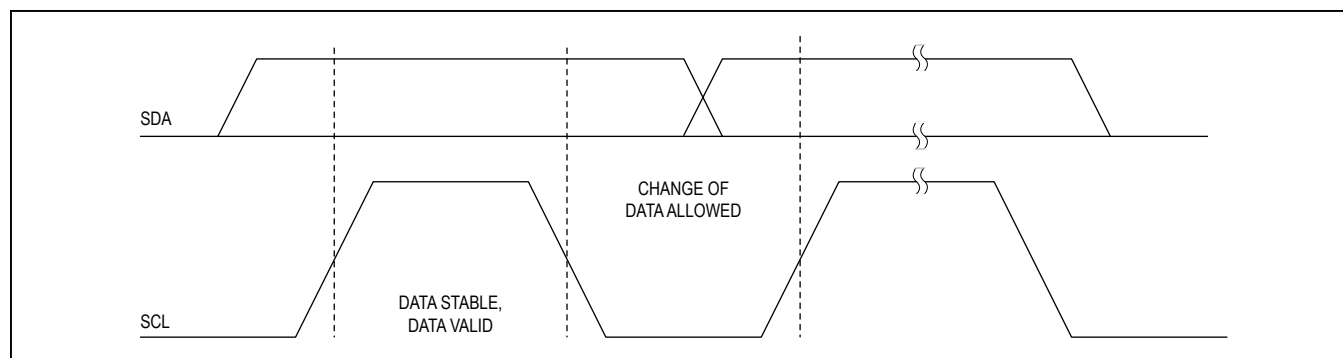 SDA
CHANGE OF
DATA ALLOWED
DATA STABLE,
DATA VALID
SCL